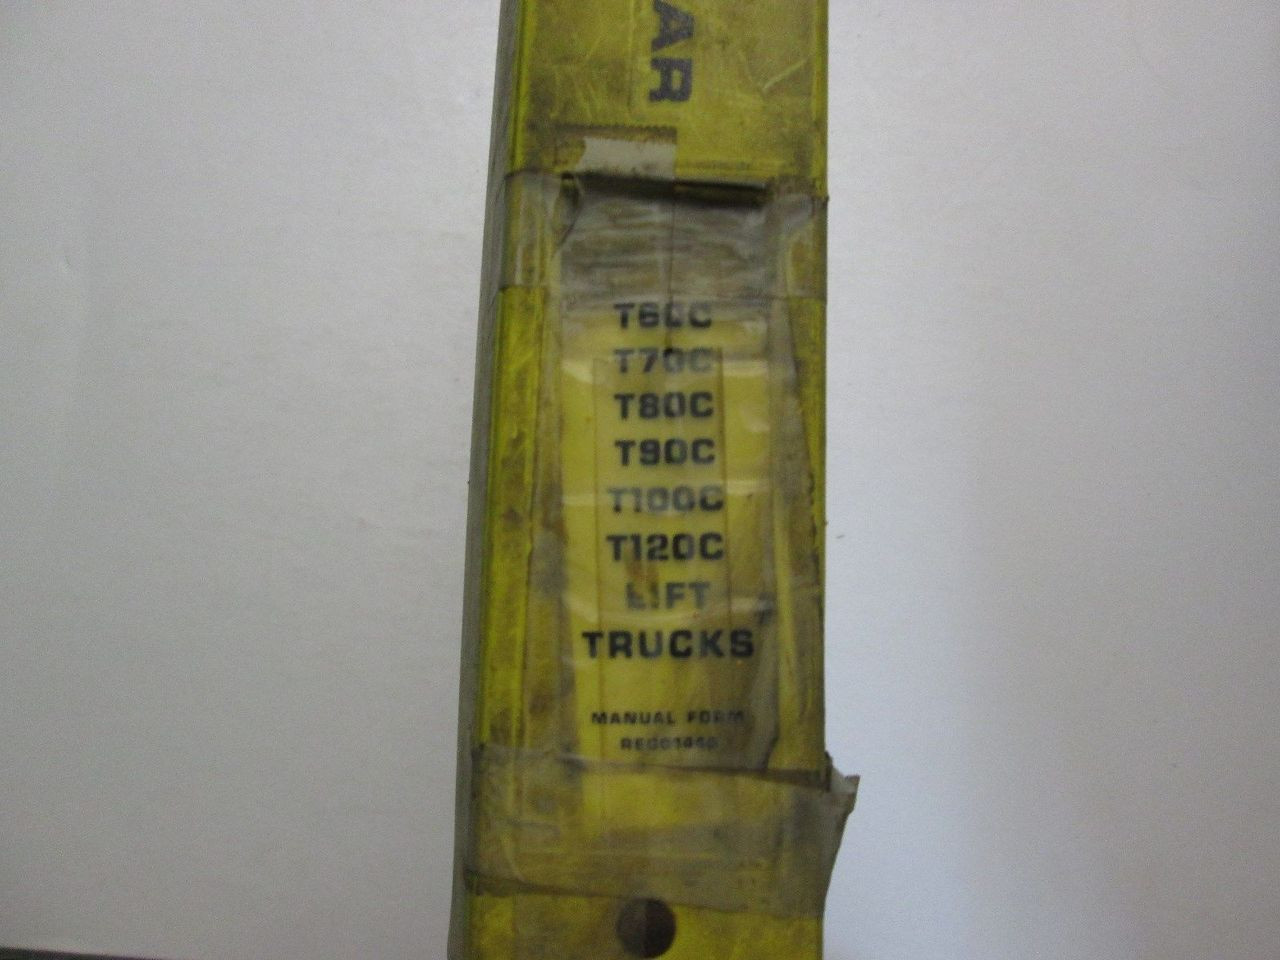 AR
T60C
T70C
T80C
T90C
T100C
T120C
LIFT
TRUCKS
MANUAL FORM